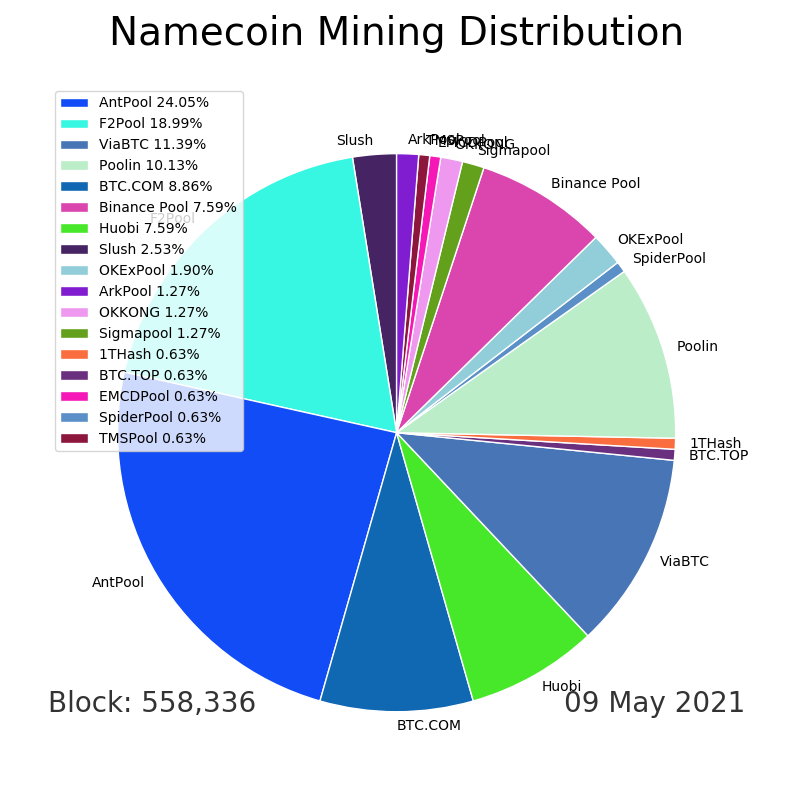 Namecoin Mining Distribution
AntPool 24.05%
F2Pool 18.99%
ViaBTC 11.39%
Poolin 10.13%
BTC.COM 8.86%
Binance Pool 7.59%
Huobi 7.59%
Slush 2.53%
OKExPool 1.90%
ArkPool 1.27%
OKKONG 1.27%
Sigmapool 1.27%
1THash 0.63%
BTC.TOP 0.63%
EMCDPool 0.63%
SpiderPool 0.63%
TMSPool 0.63%
Slush
ArkPool
TMSPool
EMCDPool
OKKONG
Sigmapool
Binance Pool
OKExPool
SpiderPool
Poolin
1THash
BTC.TOP
ViaBTC
Huobi
BTC.COM
AntPool
F2Pool
Block: 558,336
09 May 2021